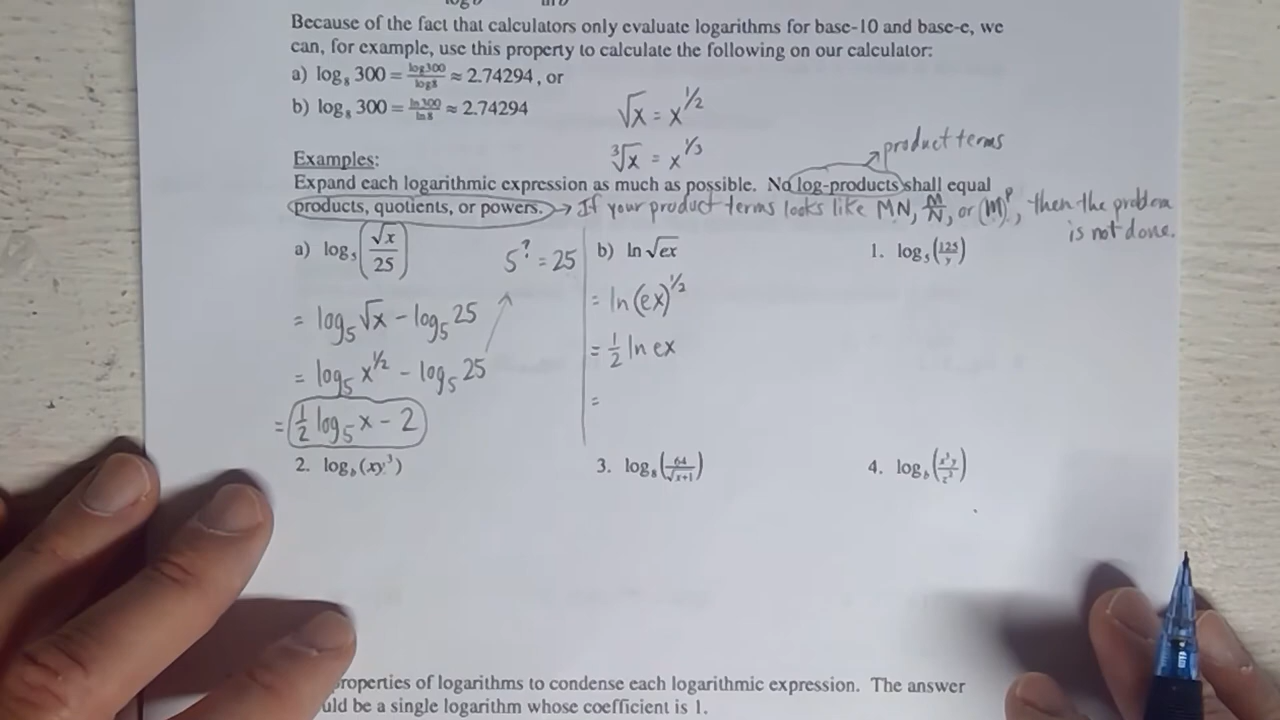 Because of the fact that calculators only evaluate logarithms for base-10 and base-e, we
can, for example, use this property to calculate the following on our calculator:
a) log₈ 300 = log300/log8 ≈ 2.74294, or
b) log₈ 300 = ln300/ln8 ≈ 2.74294
√x = x^1/2
∛x = x^1/3
product terms
Examples:
Expand each logarithmic expression as much as possible. No log-products shall equal
products, quotients, or powers. → If your product terms looks like MN, M/N, or (M)^p, then the problem
is not done.
a) log₅(√x/25)
5^? = 25
= log₅ √x - log₅ 25
= log₅ x^1/2 - log₅ 25
= 1/2 log₅ x - 2
b) ln √ex
= ln(ex)^1/2
= 1/2 ln ex
=
1. log₅(125/y)
2. log_b(xy³)
3. log₈(64/√x+1)
4. log_b(x³y/z²)
properties of logarithms to condense each logarithmic expression. The answer
uld be a single logarithm whose coefficient is 1.